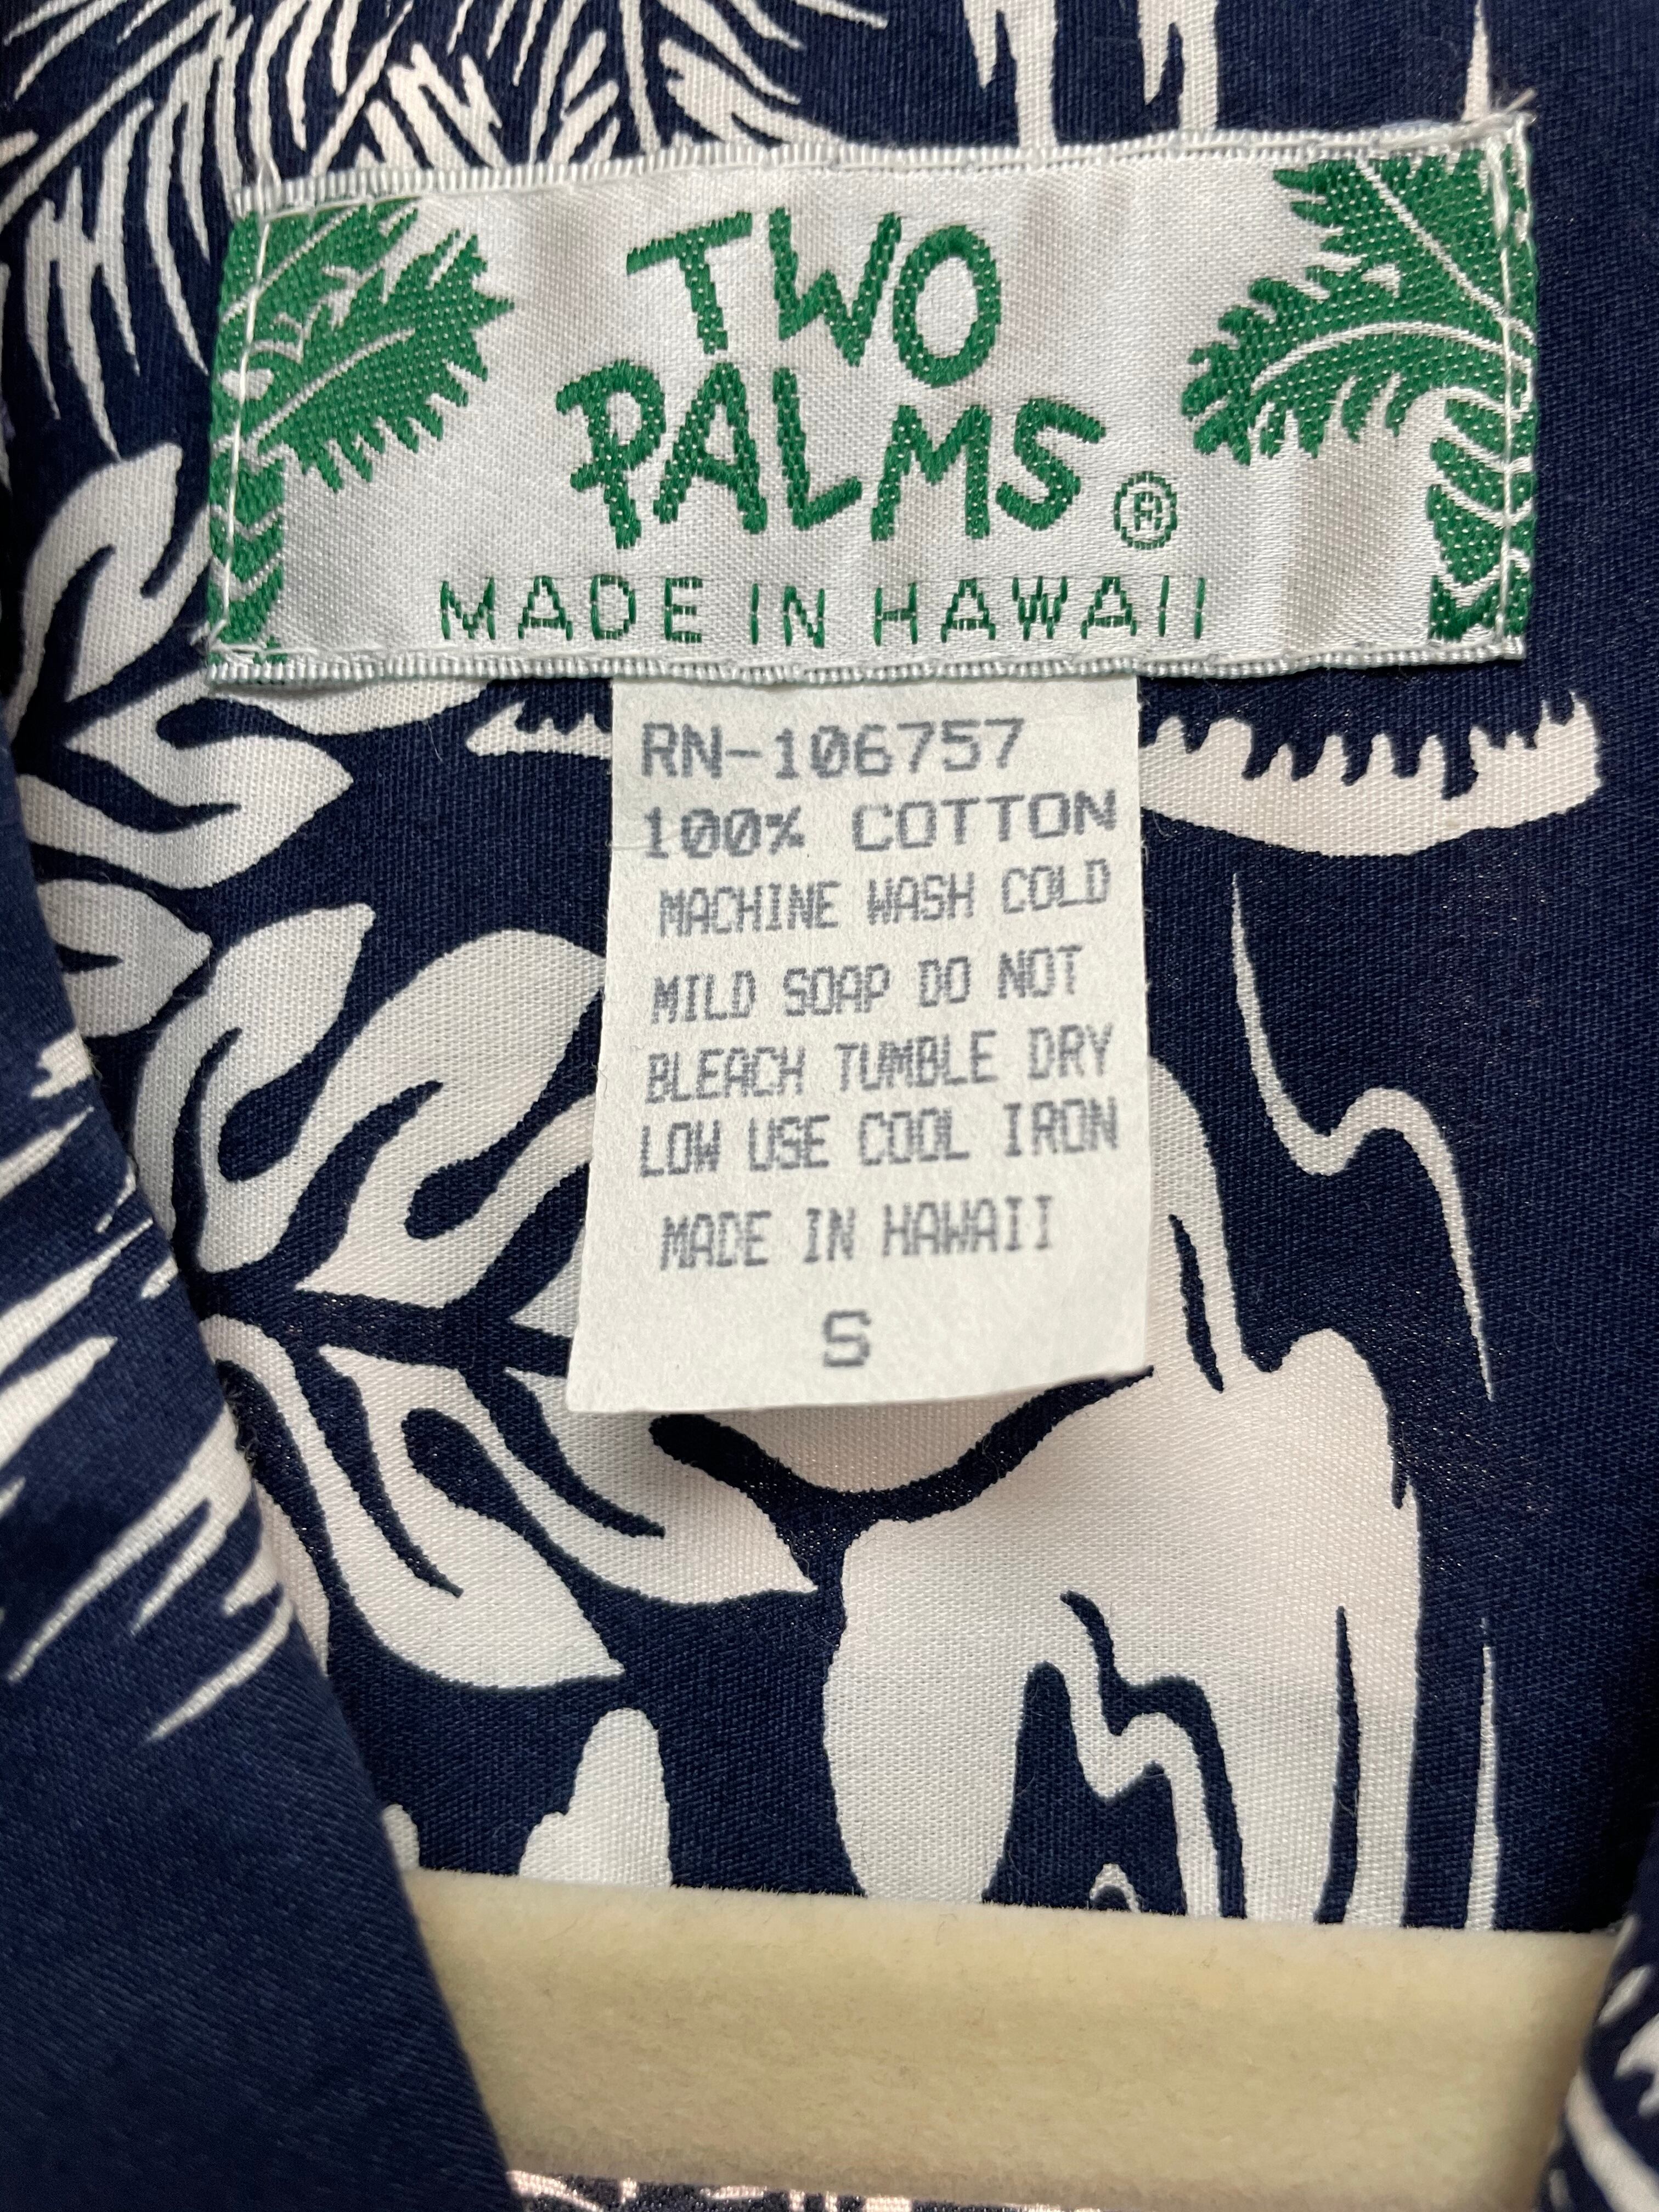 TWO
PALMS®
MADE IN HAWAII
RN-106757
100% COTTON
MACHINE WASH COLD
MILD SOAP DO NOT
BLEACH TUMBLE DRY
LOW USE COOL IRON
MADE IN HAWAII
S